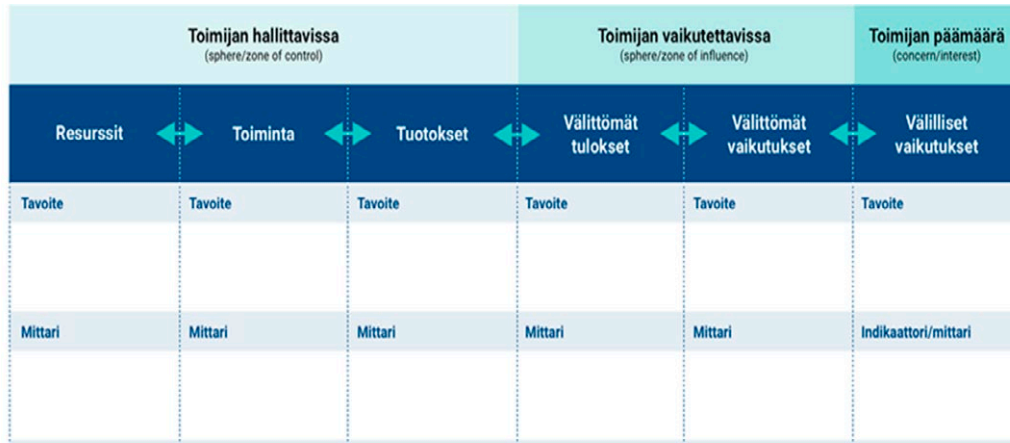 Toimijan hallittavissa
(sphere/zone of control)
Toimijan vaikutettavissa
(sphere/zone of influence)
Toimijan päämäärä
(concern/interest)
Resurssit
Toiminta
Tuotokset
Välittömät
tulokset
Välittömät
vaikutukset
Välilliset
vaikutukset
Tavoite
Tavoite
Tavoite
Tavoite
Tavoite
Tavoite
Mittari
Mittari
Mittari
Mittari
Mittari
Indikaattori/mittari